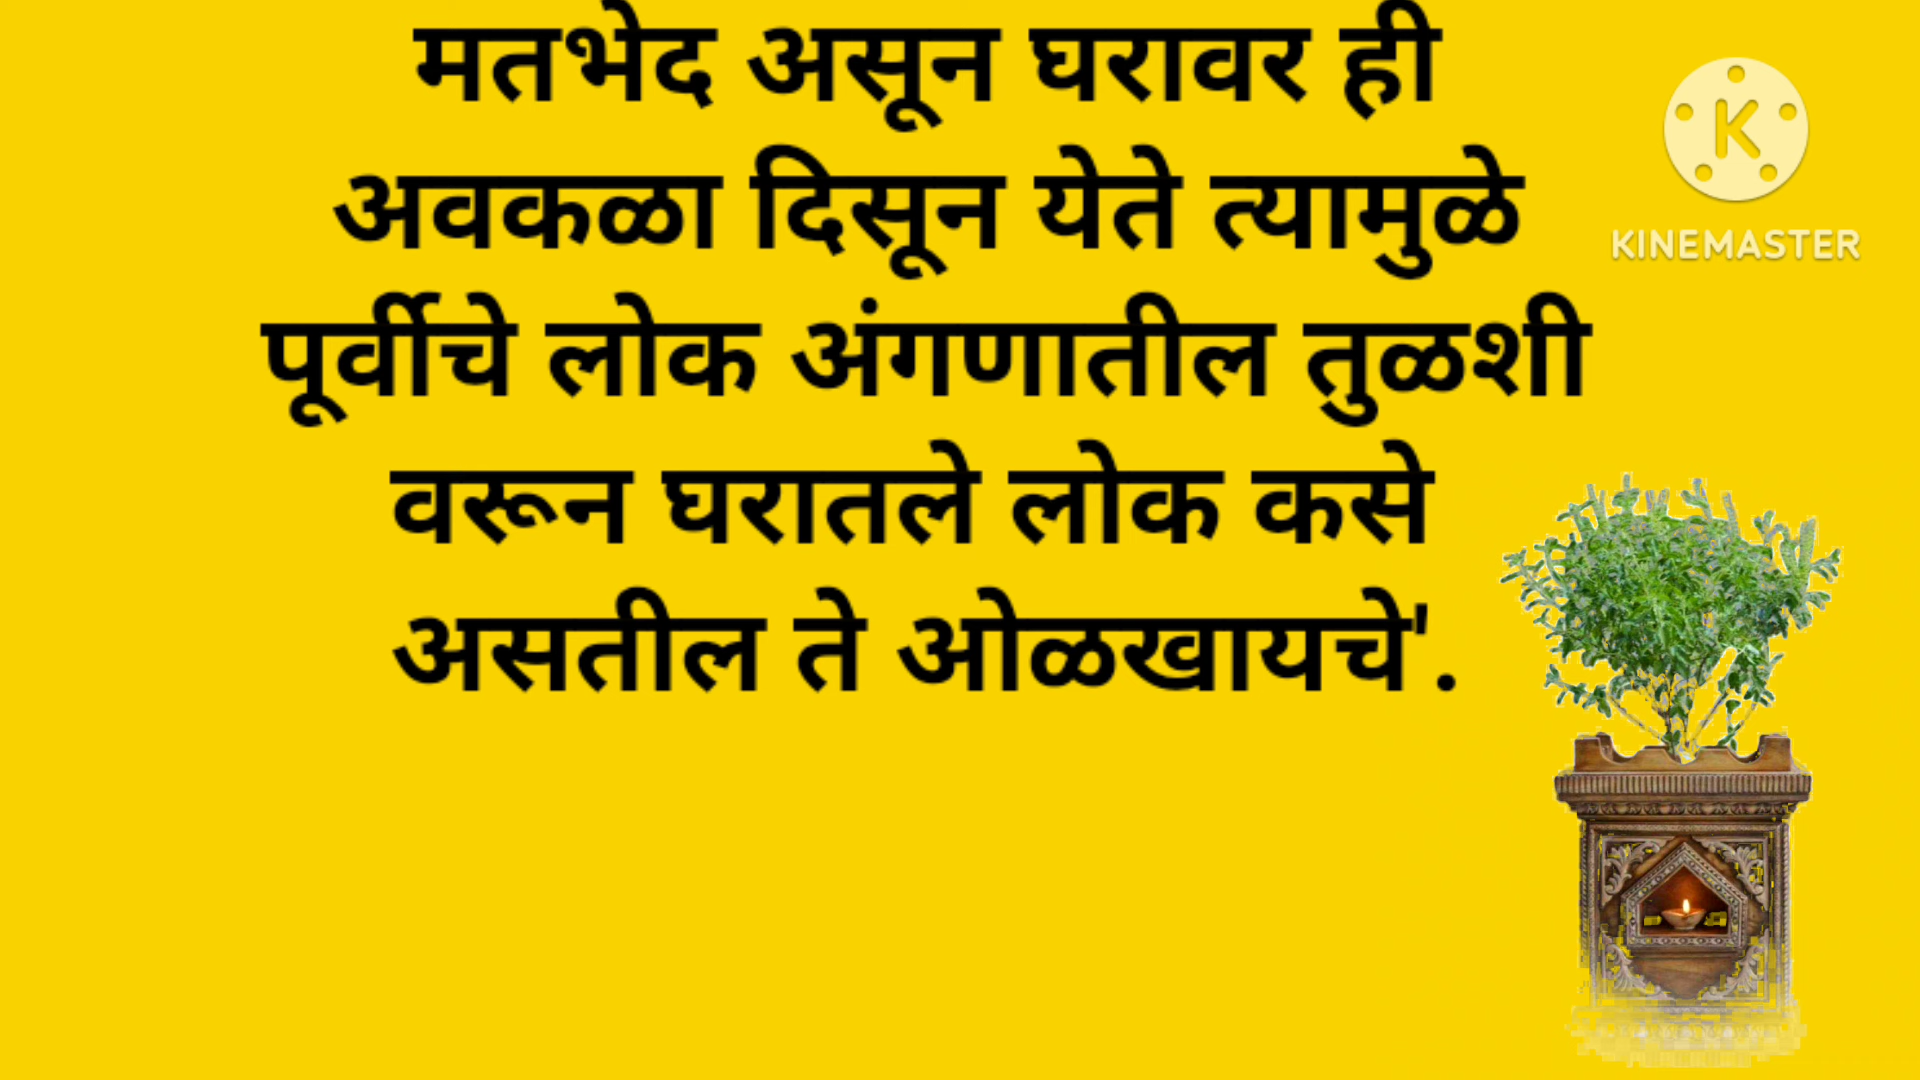 मतभेद असून घरावर ही
अवकळा दिसून येते त्यामुळे
पूर्वीचे लोक अंगणातील तुळशी
वरून घरातले लोक कसे
असतील ते ओळखायचे'.
K
KINEMASTER